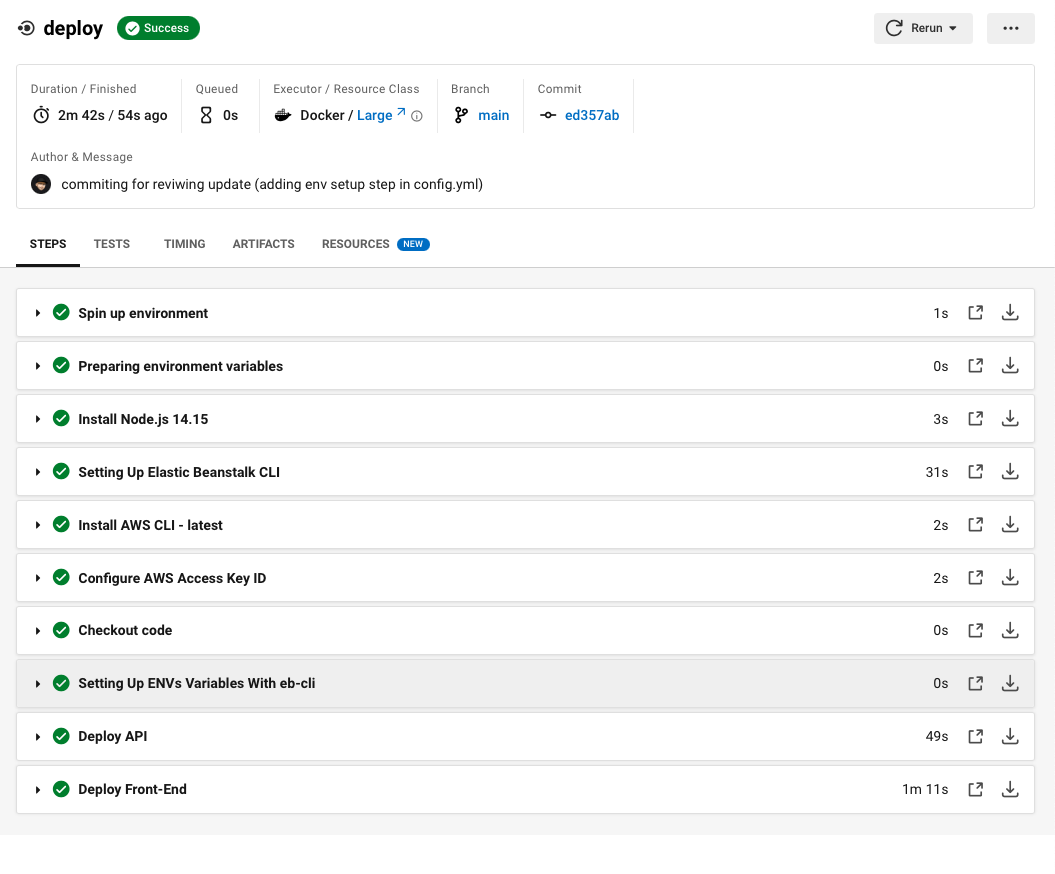 deploy Success Rerun
Duration / Finished Queued Executor / Resource Class Branch Commit
2m 42s / 54s ago 0s Docker / Large main ed357ab
Author & Message
commiting for reviwing update (adding env setup step in config.yml)
STEPS TESTS TIMING ARTIFACTS RESOURCES NEW
Spin up environment 1s
Preparing environment variables 0s
Install Node.js 14.15 3s
Setting Up Elastic Beanstalk CLI 31s
Install AWS CLI - latest 2s
Configure AWS Access Key ID 2s
Checkout code 0s
Setting Up ENVs Variables With eb-cli 0s
Deploy API 49s
Deploy Front-End 1m 11s